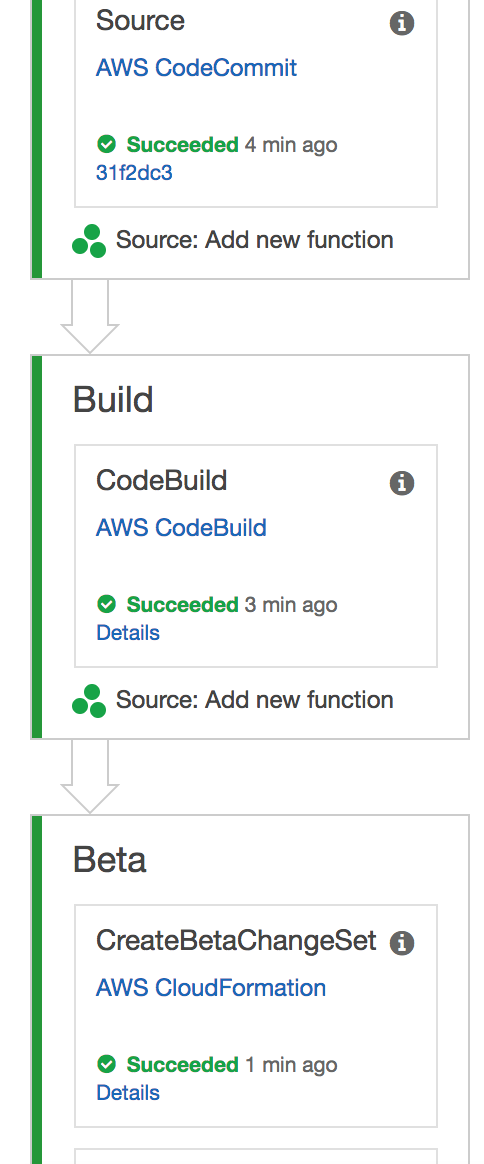 Source
AWS CodeCommit
Succeeded 4 min ago
31f2dc3
Source: Add new function
Build
CodeBuild
AWS CodeBuild
Succeeded 3 min ago
Details
Source: Add new function
Beta
CreateBetaChangeSet
AWS CloudFormation
Succeeded 1 min ago
Details